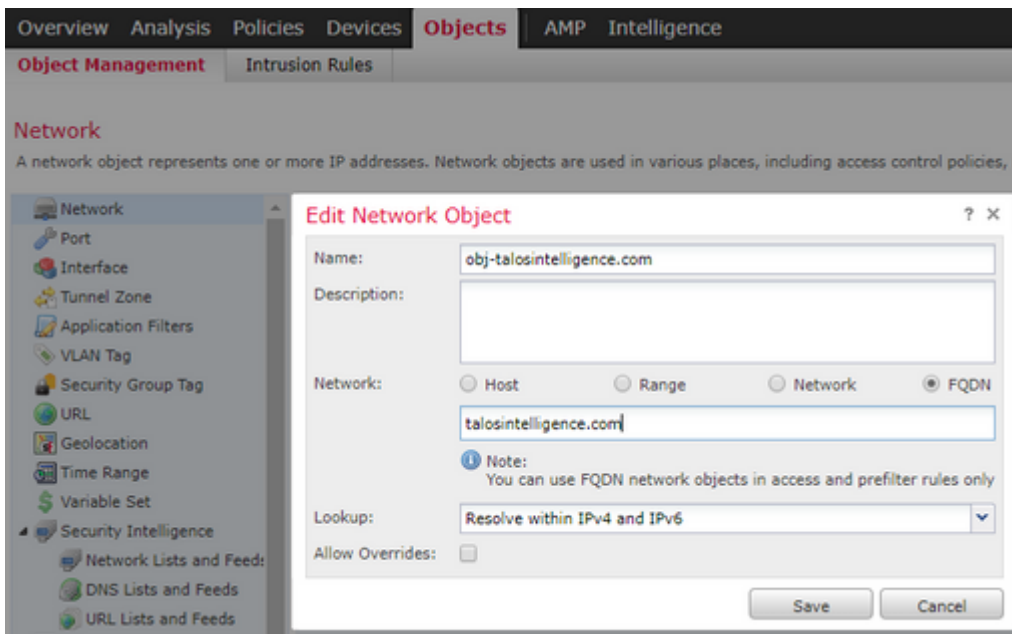 Overview Analysis Policies Devices Objects AMP Intelligence
Object Management Intrusion Rules
Network
A network object represents one or more IP addresses. Network objects are used in various places, including access control policies,
Network
Port
Interface
Tunnel Zone
Application Filters
VLAN Tag
Security Group Tag
URL
Geolocation
Time Range
Variable Set
Security Intelligence
Network Lists and Feeds
DNS Lists and Feeds
URL Lists and Feeds
Edit Network Object ? ×
Name: obj-talosintelligence.com
Description:
Network: Host Range Network FQDN
talosintelligence.com
Note:
You can use FQDN network objects in access and prefilter rules only
Lookup: Resolve within IPv4 and IPv6
Allow Overrides:
Save Cancel